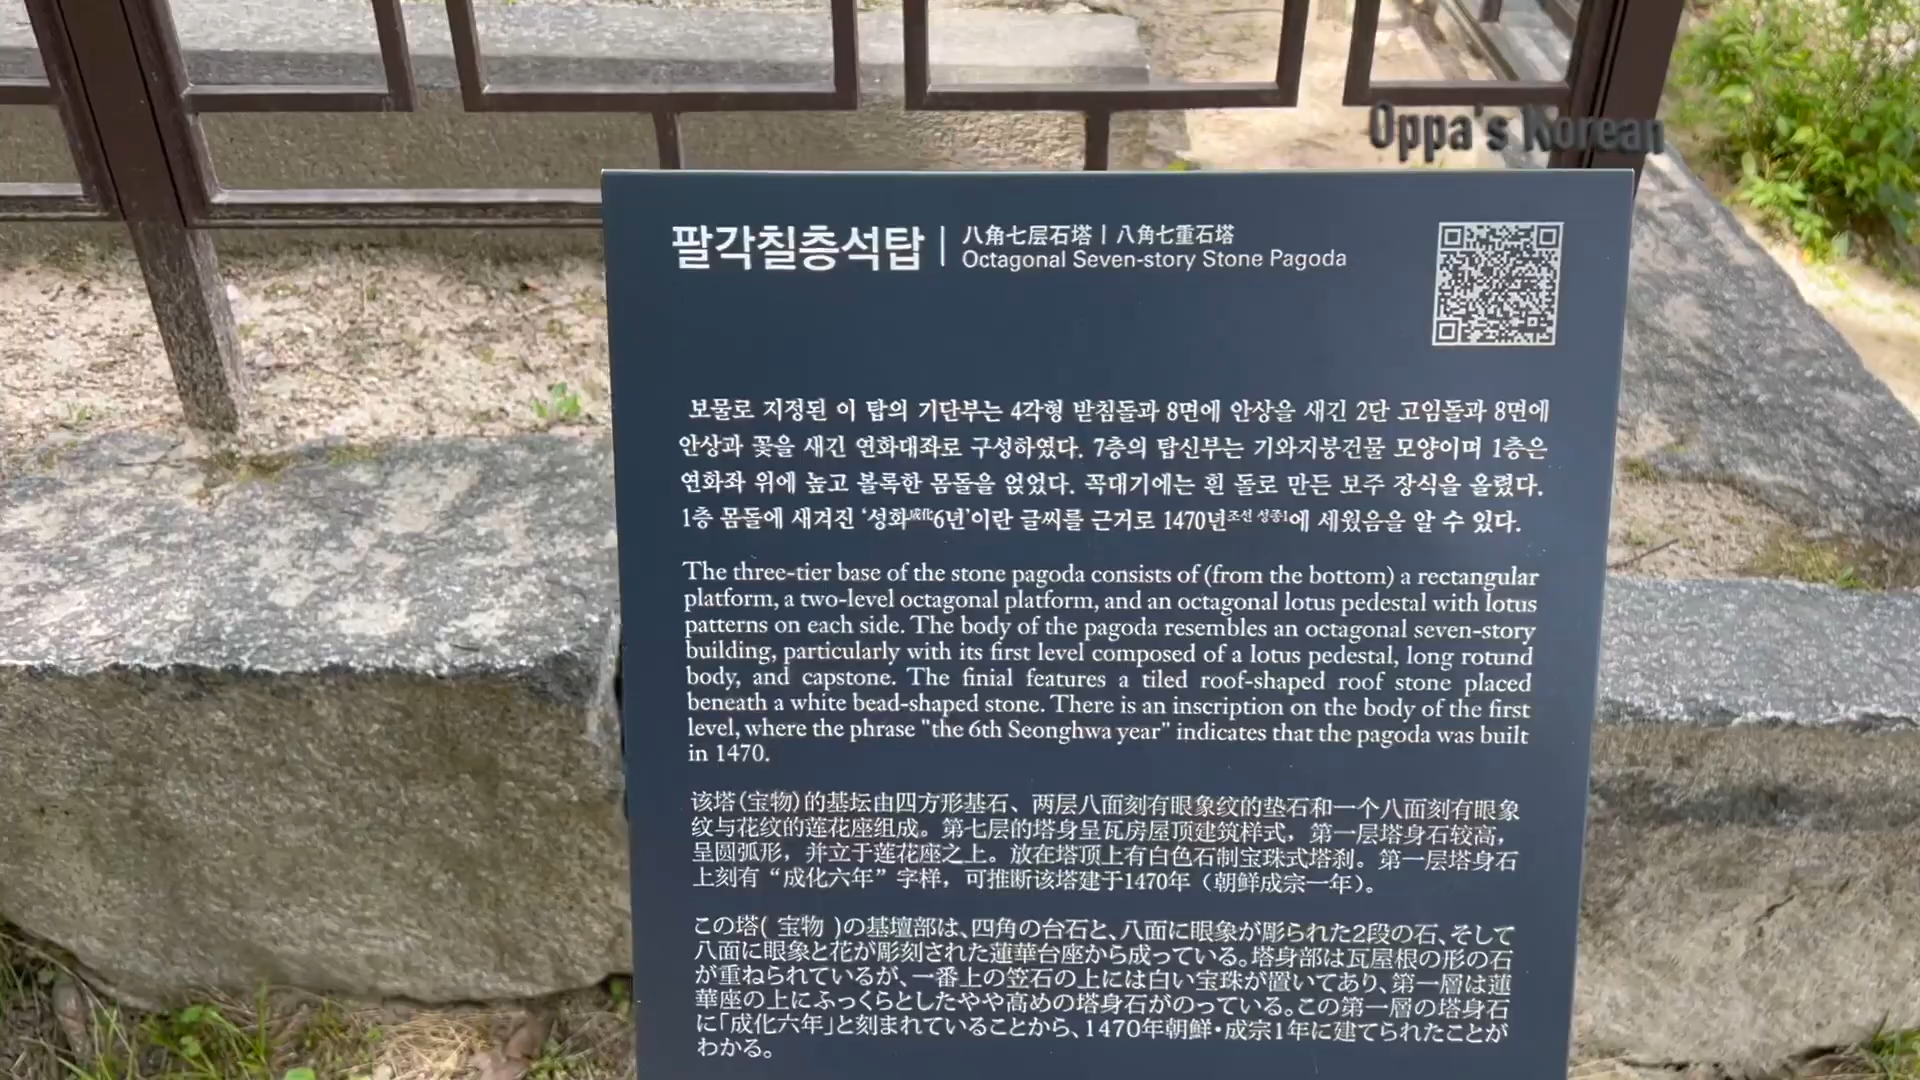 Oppa's Korean
팔각칠층석탑 | 八角七层石塔 | 八角七重石塔
Octagonal Seven-story Stone Pagoda
보물로 지정된 이 탑의 기단부는 4각형 받침돌과 8면에 안상을 새긴 2단 고임돌과 8면에
안상과 꽃을 새긴 연화대좌로 구성하였다. 7층의 탑신부는 기와지붕건물 모양이며 1층은
연화좌 위에 높고 볼록한 몸돌을 얹었다. 꼭대기에는 흰 돌로 만든 보주 장식을 올렸다.
1층 몸돌에 새겨진 ‘성화成化6년’이란 글씨를 근거로 1470년조선 성종1에 세웠음을 알 수 있다.
The three-tier base of the stone pagoda consists of (from the bottom) a rectangular
platform, a two-level octagonal platform, and an octagonal lotus pedestal with lotus
patterns on each side. The body of the pagoda resembles an octagonal seven-story
building, particularly with its first level composed of a lotus pedestal, long rotund
body, and capstone. The finial features a tiled roof-shaped roof stone placed
beneath a white bead-shaped stone. There is an inscription on the body of the first
level, where the phrase "the 6th Seonghwa year" indicates that the pagoda was built
in 1470.
该塔(宝物)的基坛由四方形基石、两层八面刻有眼象纹的垫石和一个八面刻有眼象
纹与花纹的莲花座组成。第七层的塔身呈瓦房屋顶建筑样式，第一层塔身石较高，
呈圆弧形，并立于莲花座之上。放在塔顶上有白色石制宝珠式塔刹。第一层塔身石
上刻有“成化六年”字样，可推断该塔建于1470年（朝鲜成宗一年）。
この塔( 宝物 )の基壇部は、四角の台石と、八面に眼象が彫られた2段の石、そして
八面に眼象と花が彫刻された蓮華台座から成っている。塔身部は瓦屋根の形の石
が重ねられているが、一番上の笠石の上には白い宝珠が置いてあり、第一層は蓮
華座の上にふっくらとしたやや高めの塔身石がのっている。この第一層の塔身石
に「成化六年」と刻まれていることから、1470年朝鮮・成宗1年に建てられたことが
わかる。